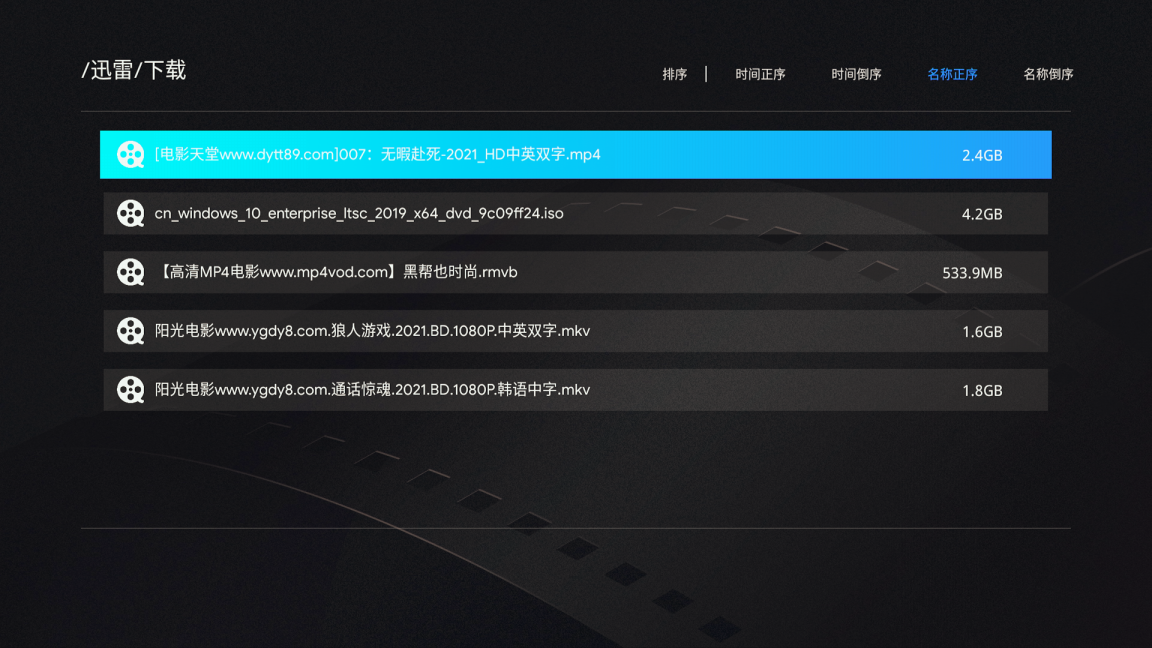 /迅雷/下载
排序 | 时间正序 时间倒序 名称正序 名称倒序
[电影天堂www.dytt89.com]007：无暇赴死-2021_HD中英双字.mp4 2.4GB
cn_windows_10_enterprise_ltsc_2019_x64_dvd_9c09ff24.iso 4.2GB
【高清MP4电影www.mp4vod.com】黑帮也时尚.rmvb 533.9MB
阳光电影www.ygdy8.com.狼人游戏.2021.BD.1080P.中英双字.mkv 1.6GB
阳光电影www.ygdy8.com.通话惊魂.2021.BD.1080P.韩语中字.mkv 1.8GB